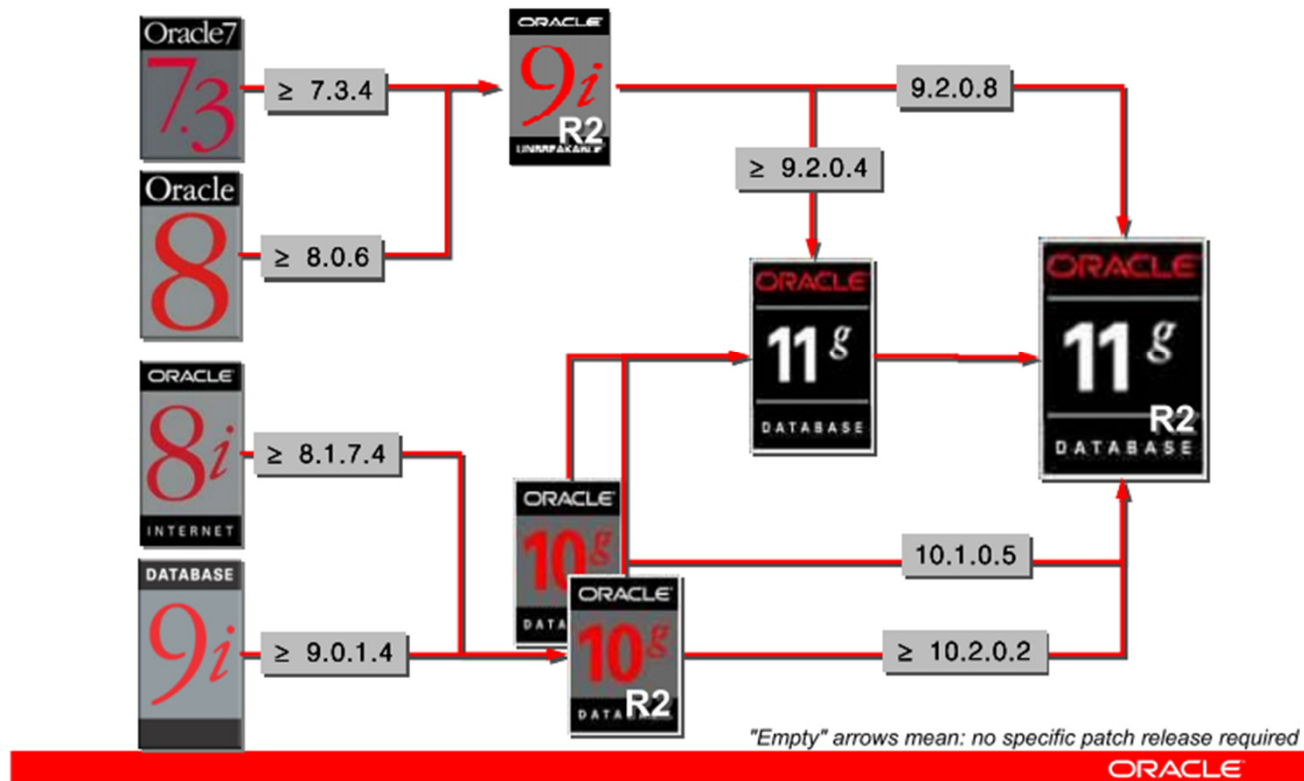 Oracle7
7.3
≥ 7.3.4
ORACLE
9i
R2
UNBREAKABLE
9.2.0.8
≥ 9.2.0.4
Oracle
8
≥ 8.0.6
ORACLE
11g
DATABASE
ORACLE
11g
R2
DATABASE
ORACLE
8i
INTERNET
≥ 8.1.7.4
ORACLE
10g
DATA
10.1.0.5
DATABASE
9i
≥ 9.0.1.4
ORACLE
10g
R2
≥ 10.2.0.2
"Empty" arrows mean: no specific patch release required
ORACLE